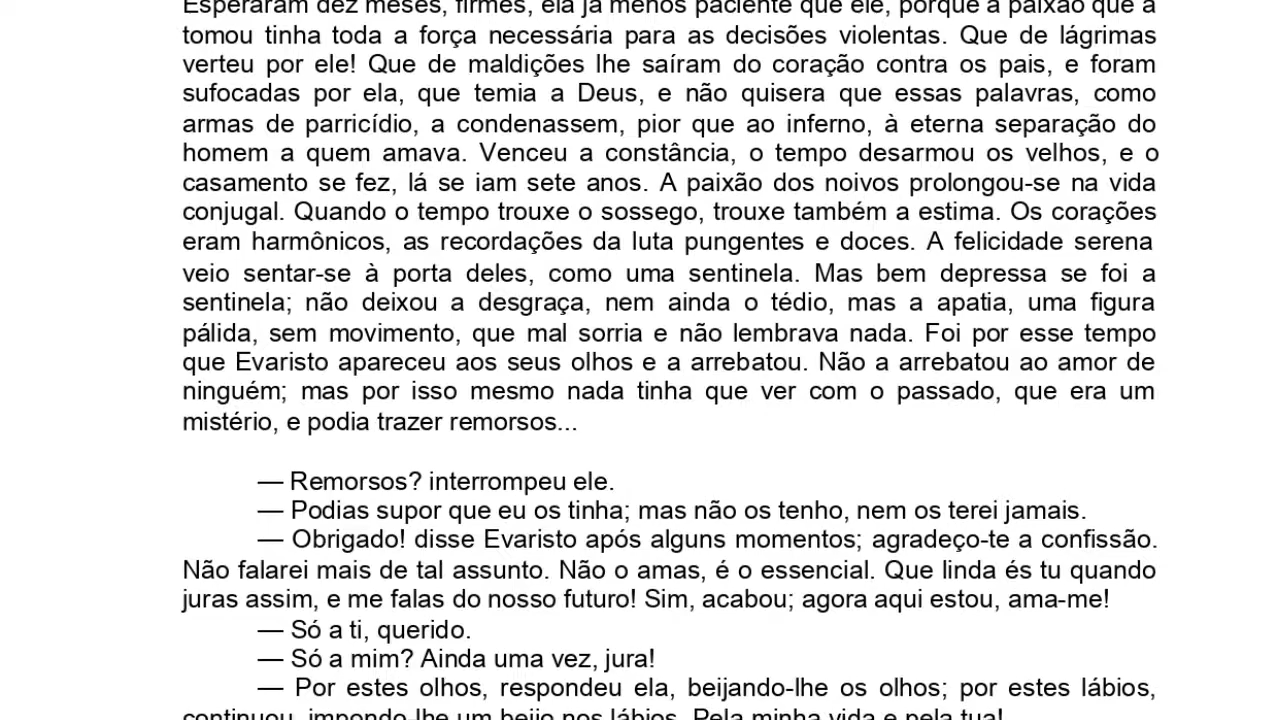 Esperaram dez meses, firmes, ela já menos paciente que ele, porque a paixão que a
tomou tinha toda a força necessária para as decisões violentas. Que de lágrimas
verteu por ele! Que de maldições lhe saíram do coração contra os pais, e foram
sufocadas por ela, que temia a Deus, e não quisera que essas palavras, como
armas de parricídio, a condenassem, pior que ao inferno, à eterna separação do
homem a quem amava. Venceu a constância, o tempo desarmou os velhos, e o
casamento se fez, lá se iam sete anos. A paixão dos noivos prolongou-se na vida
conjugal. Quando o tempo trouxe o sossego, trouxe também a estima. Os corações
eram harmônicos, as recordações da luta pungentes e doces. A felicidade serena
veio sentar-se à porta deles, como uma sentinela. Mas bem depressa se foi a
sentinela; não deixou a desgraça, nem ainda o tédio, mas a apatia, uma figura
pálida, sem movimento, que mal sorria e não lembrava nada. Foi por esse tempo
que Evaristo apareceu aos seus olhos e a arrebatou. Não a arrebatou ao amor de
ninguém; mas por isso mesmo nada tinha que ver com o passado, que era um
mistério, e podia trazer remorsos...
— Remorsos? interrompeu ele.
— Podias supor que eu os tinha; mas não os tenho, nem os terei jamais.
— Obrigado! disse Evaristo após alguns momentos; agradeço-te a confissão.
Não falarei mais de tal assunto. Não o amas, é o essencial. Que linda és tu quando
juras assim, e me falas do nosso futuro! Sim, acabou; agora aqui estou, ama-me!
— Só a ti, querido.
— Só a mim? Ainda uma vez, jura!
— Por estes olhos, respondeu ela, beijando-lhe os olhos; por estes lábios,
continuou, impondo-lhe um beijo nos lábios. Pela minha vida e pela tua!